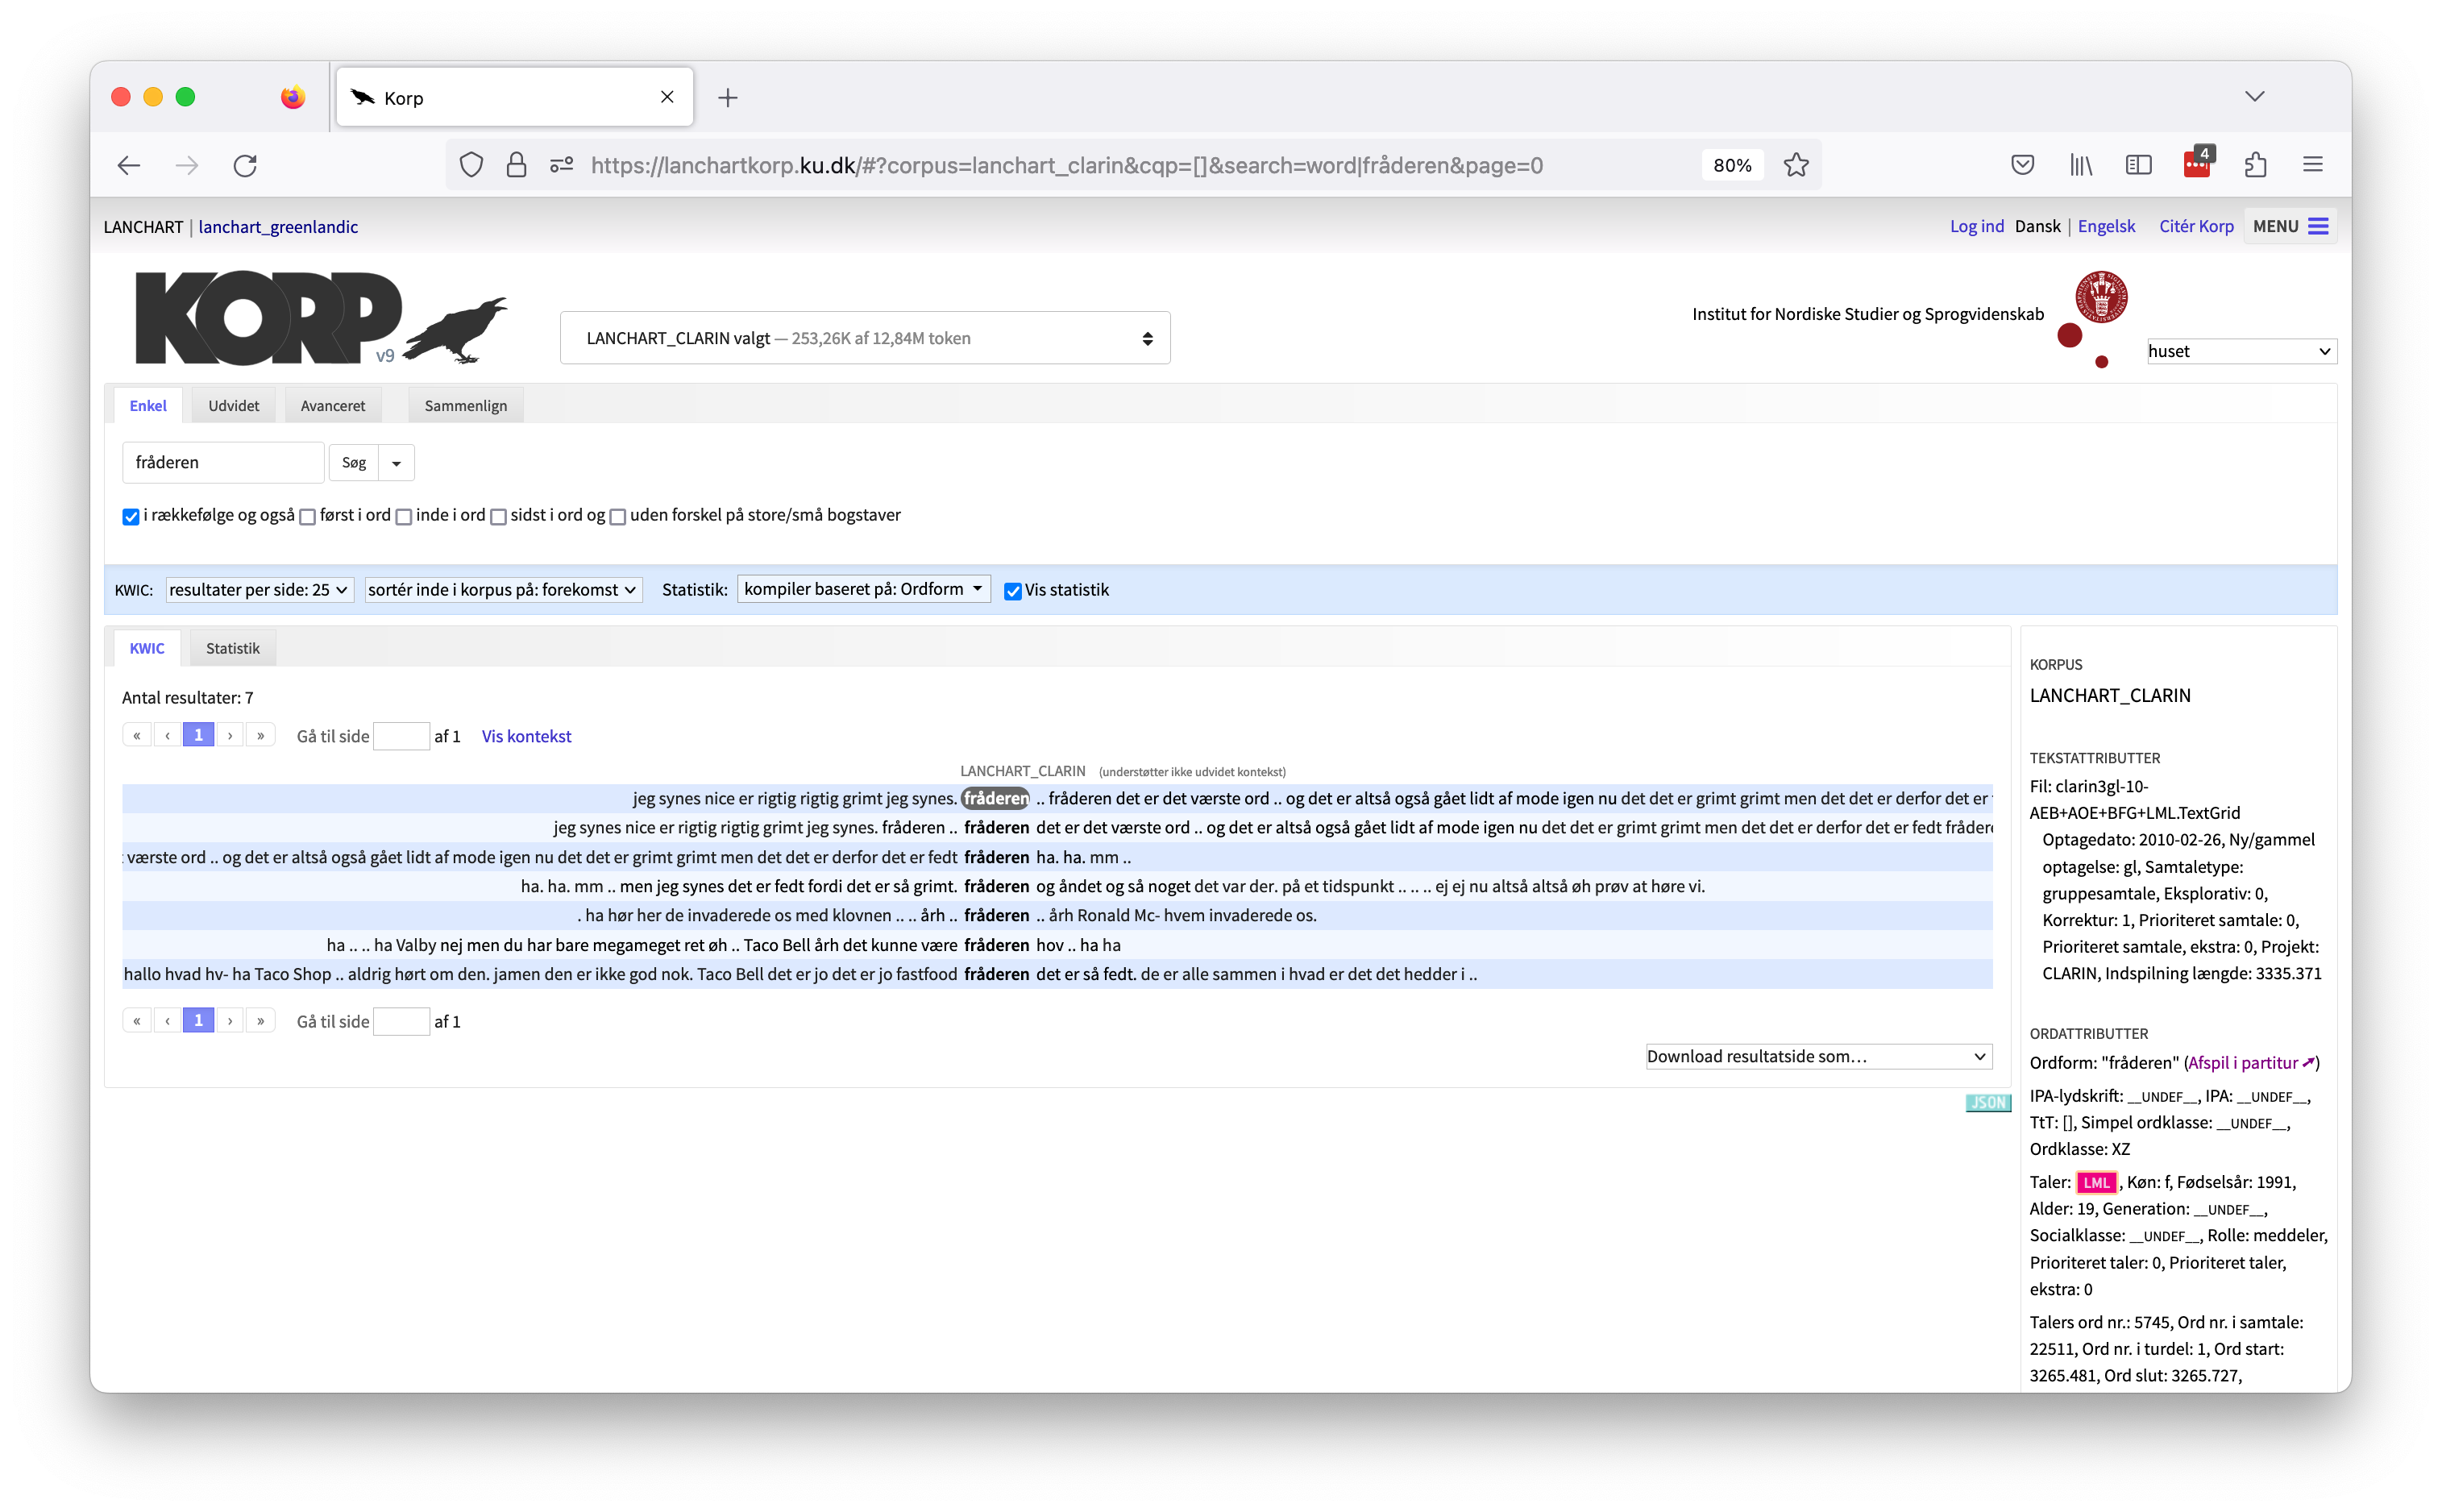 Korp
https://lanchartkorp.ku.dk/#?corpus=lanchart_clarin&cqp=[]&search=word|fråderen&page=0
80%
4
LANCHART | lanchart_greenlandic
Log ind Dansk | Engelsk Citér Korp MENU
KORP v9
LANCHART_CLARIN valgt — 253,26K af 12,84M token
Institut for Nordiske Studier og Sprogvidenskab
huset
Enkel Udvidet Avanceret Sammenlign
fråderen Søg
i rækkefølge og også først i ord inde i ord sidst i ord og uden forskel på store/små bogstaver
KWIC: resultater per side: 25 sortér inde i korpus på: forekomst Statistik: kompiler baseret på: Ordform Vis statistik
KWIC Statistik
Antal resultater: 7
« ‹ 1 › » Gå til side af 1 Vis kontekst
LANCHART_CLARIN (understøtter ikke udvidet kontekst)
jeg synes nice er rigtig rigtig grimt jeg synes. fråderen .. fråderen det er det værste ord .. og det er altså også gået lidt af mode igen nu det det er grimt grimt men det det er derfor det er
jeg synes nice er rigtig rigtig grimt jeg synes. fråderen .. fråderen det er det værste ord .. og det er altså også gået lidt af mode igen nu det det er grimt grimt men det det er derfor det er fedt frådere
værste ord .. og det er altså også gået lidt af mode igen nu det det er grimt grimt men det det er derfor det er fedt fråderen ha. ha. mm ..
ha. ha. mm .. men jeg synes det er fedt fordi det er så grimt. fråderen og åndet og så noget det var der. på et tidspunkt .. .. .. ej ej nu altså altså øh prøv at høre vi.
. ha hør her de invaderede os med klovnen .. .. årh .. fråderen .. årh Ronald Mc- hvem invaderede os.
ha .. .. ha Valby nej men du har bare megameget ret øh .. Taco Bell årh det kunne være fråderen hov .. ha ha
hallo hvad hv- ha Taco Shop .. aldrig hørt om den. jamen den er ikke god nok. Taco Bell det er jo det er jo fastfood fråderen det er så fedt. de er alle sammen i hvad er det det hedder i ..
« ‹ 1 › » Gå til side af 1
Download resultatside som…
JSON
KORPUS
LANCHART_CLARIN
TEKSTATTRIBUTTER
Fil: clarin3gl-10-
AEB+AOE+BFG+LML.TextGrid
Optagedato: 2010-02-26, Ny/gammel
optagelse: gl, Samtaletype:
gruppesamtale, Eksplorativ: 0,
Korrektur: 1, Prioriteret samtale: 0,
Prioriteret samtale, ekstra: 0, Projekt:
CLARIN, Indspilning længde: 3335.371
ORDATTRIBUTTER
Ordform: "fråderen" (Afspil i partitur)
IPA-lydskrift: __UNDEF__, IPA: __UNDEF__,
TtT: [], Simpel ordklasse: __UNDEF__,
Ordklasse: XZ
Taler: LML, Køn: f, Fødselsår: 1991,
Alder: 19, Generation: __UNDEF__,
Socialklasse: __UNDEF__, Rolle: meddeler,
Prioriteret taler: 0, Prioriteret taler,
ekstra: 0
Talers ord nr.: 5745, Ord nr. i samtale:
22511, Ord nr. i turdel: 1, Ord start:
3265.481, Ord slut: 3265.727,